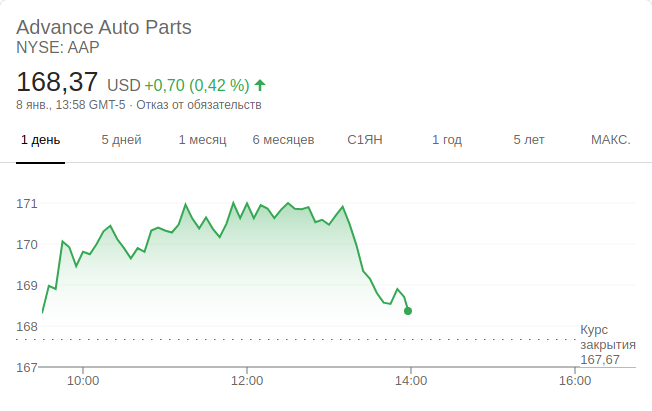 Advance Auto Parts
NYSE: AAP
168,37 USD +0,70 (0,42 %)
8 янв., 13:58 GMT-5 · Отказ от обязательств
1 день 5 дней 1 месяц 6 месяцев С1ЯН 1 год 5 лет МАКС.
171
170
169
168
Курс
закрытия
167,67
167
10:00 12:00 14:00 16:00